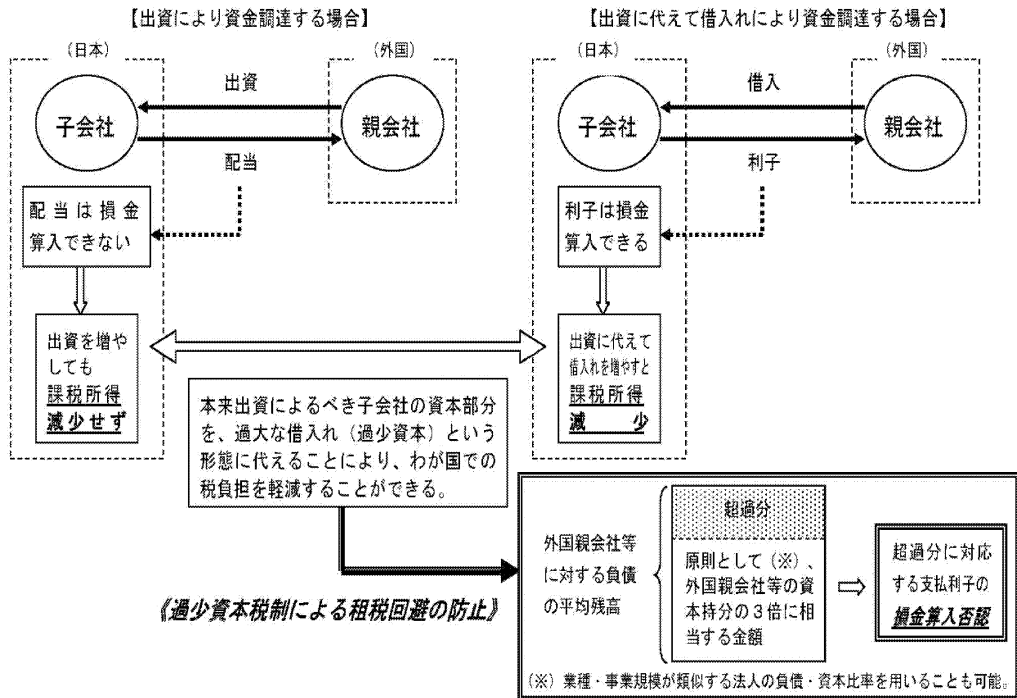 【出資により資金調達する場合】
（日本）
（外国）
子会社
親会社
出資
配当
配当は損金
算入できない
出資を増や
しても
課税所得
減少せず
【出資に代えて借入れにより資金調達する場合】
（日本）
（外国）
子会社
親会社
借入
利子
利子は損金
算入できる
出資に代えて
借入れを増やすと
課税所得
減　少
本来出資によるべき子会社の資本部分
を、過大な借入れ（過少資本）という
形態に代えることにより、わが国での
税負担を軽減することができる。
《過少資本税制による租税回避の防止》
外国親会社等
に対する負債
の平均残高
超過分
原則として（※）、
外国親会社等の資
本持分の３倍に相
当する金額
超過分に対応
する支払利子の
損金算入否認
（※）業種・事業規模が類似する法人の負債・資本比率を用いることも可能。